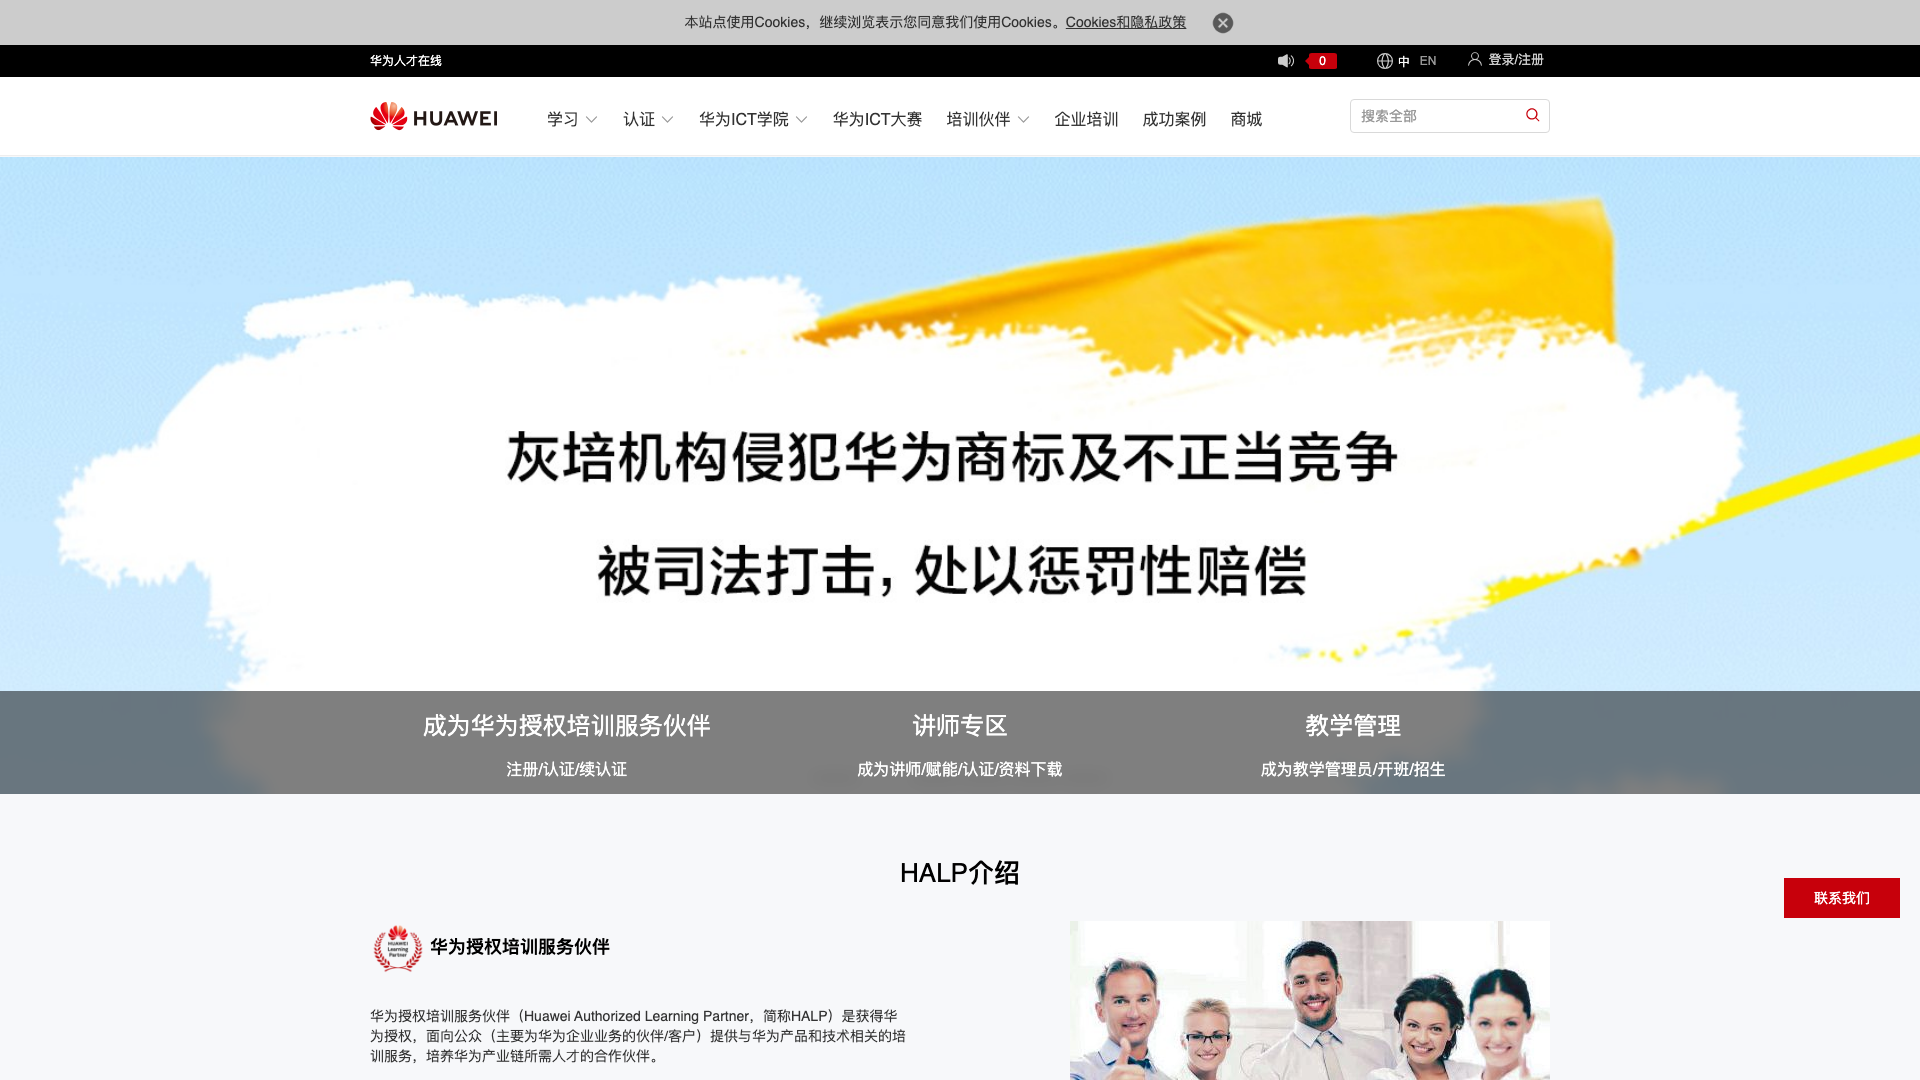 本站点使用Cookies，继续浏览表示您同意我们使用Cookies。Cookies和隐私政策
华为人才在线
0
中 EN
登录/注册
HUAWEI
学习
认证
华为ICT学院
华为ICT大赛
培训伙伴
企业培训
成功案例
商城
搜索全部
灰培机构侵犯华为商标及不正当竞争
被司法打击，处以惩罚性赔偿
成为华为授权培训服务伙伴
注册/认证/续认证
讲师专区
成为讲师/赋能/认证/资料下载
教学管理
成为教学管理员/开班/招生
HALP介绍
联系我们
HUAWEI
Learning
Partner
华为授权培训服务伙伴
华为授权培训服务伙伴（Huawei Authorized Learning Partner，简称HALP）是获得华
为授权，面向公众（主要为华为企业业务的伙伴/客户）提供与华为产品和技术相关的培
训服务，培养华为产业链所需人才的合作伙伴。